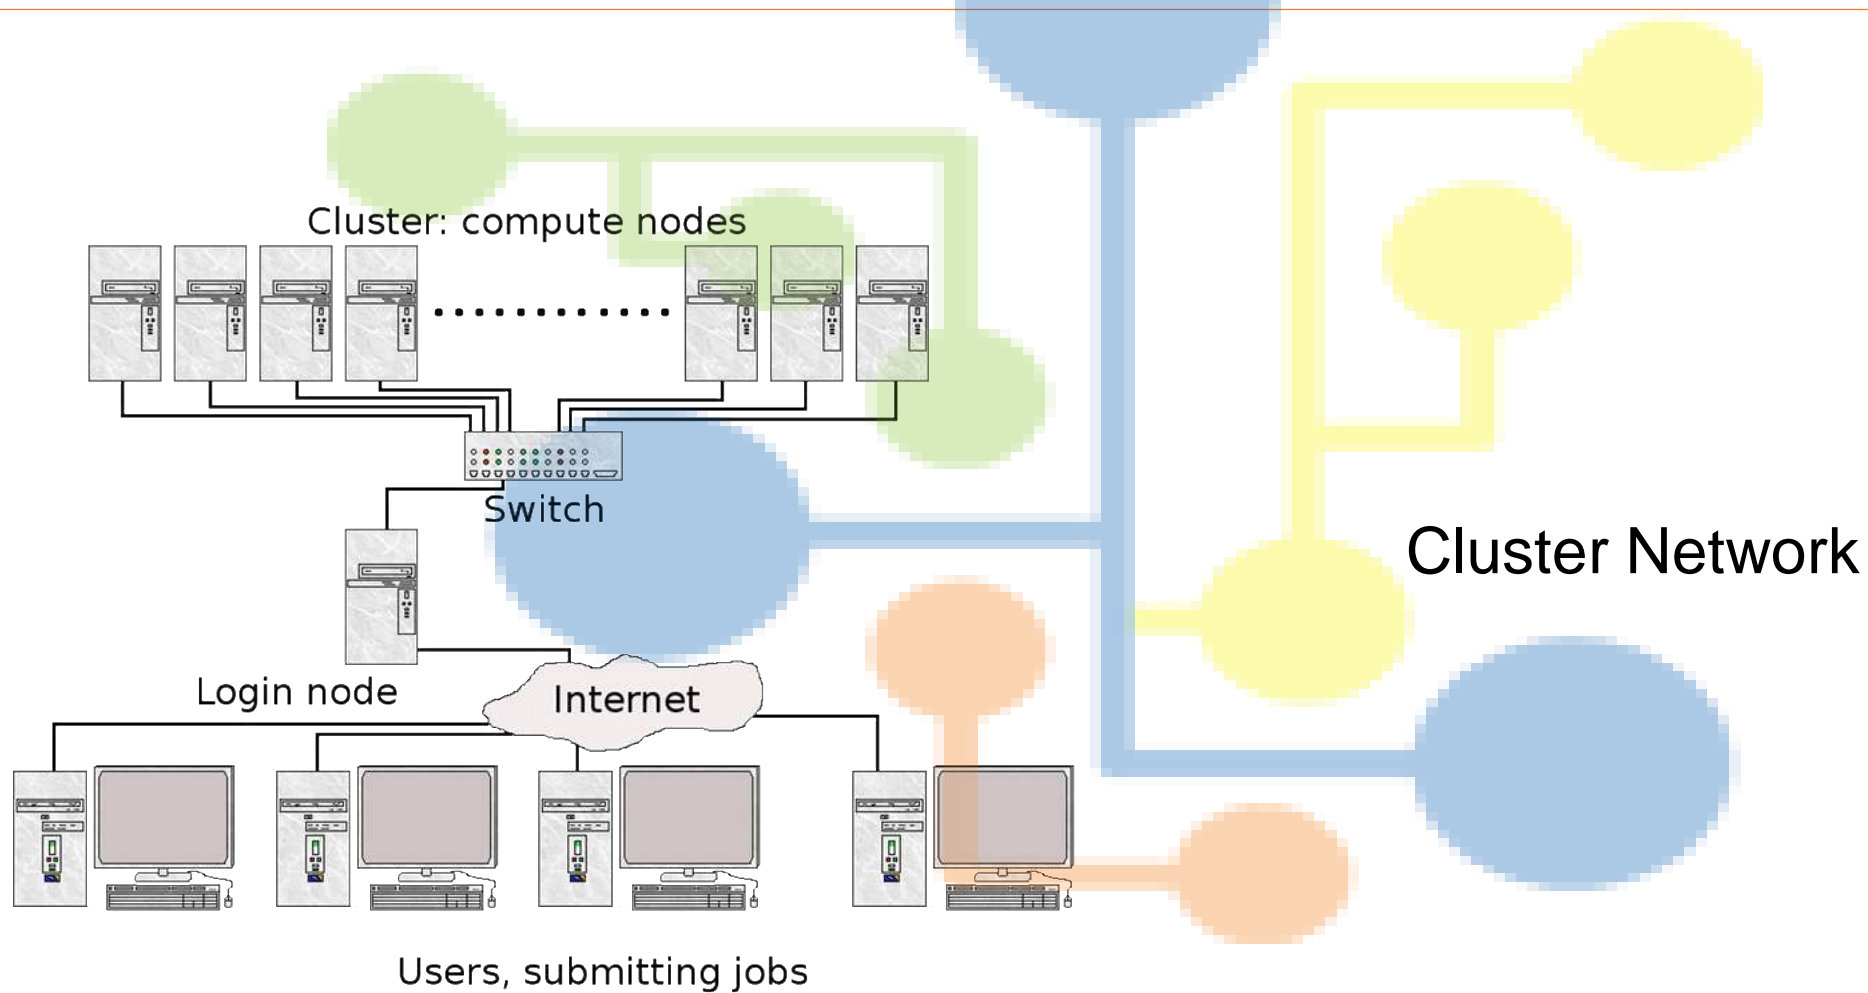 Cluster: compute nodes
Switch
Cluster Network
Login node
Internet
Users, submitting jobs